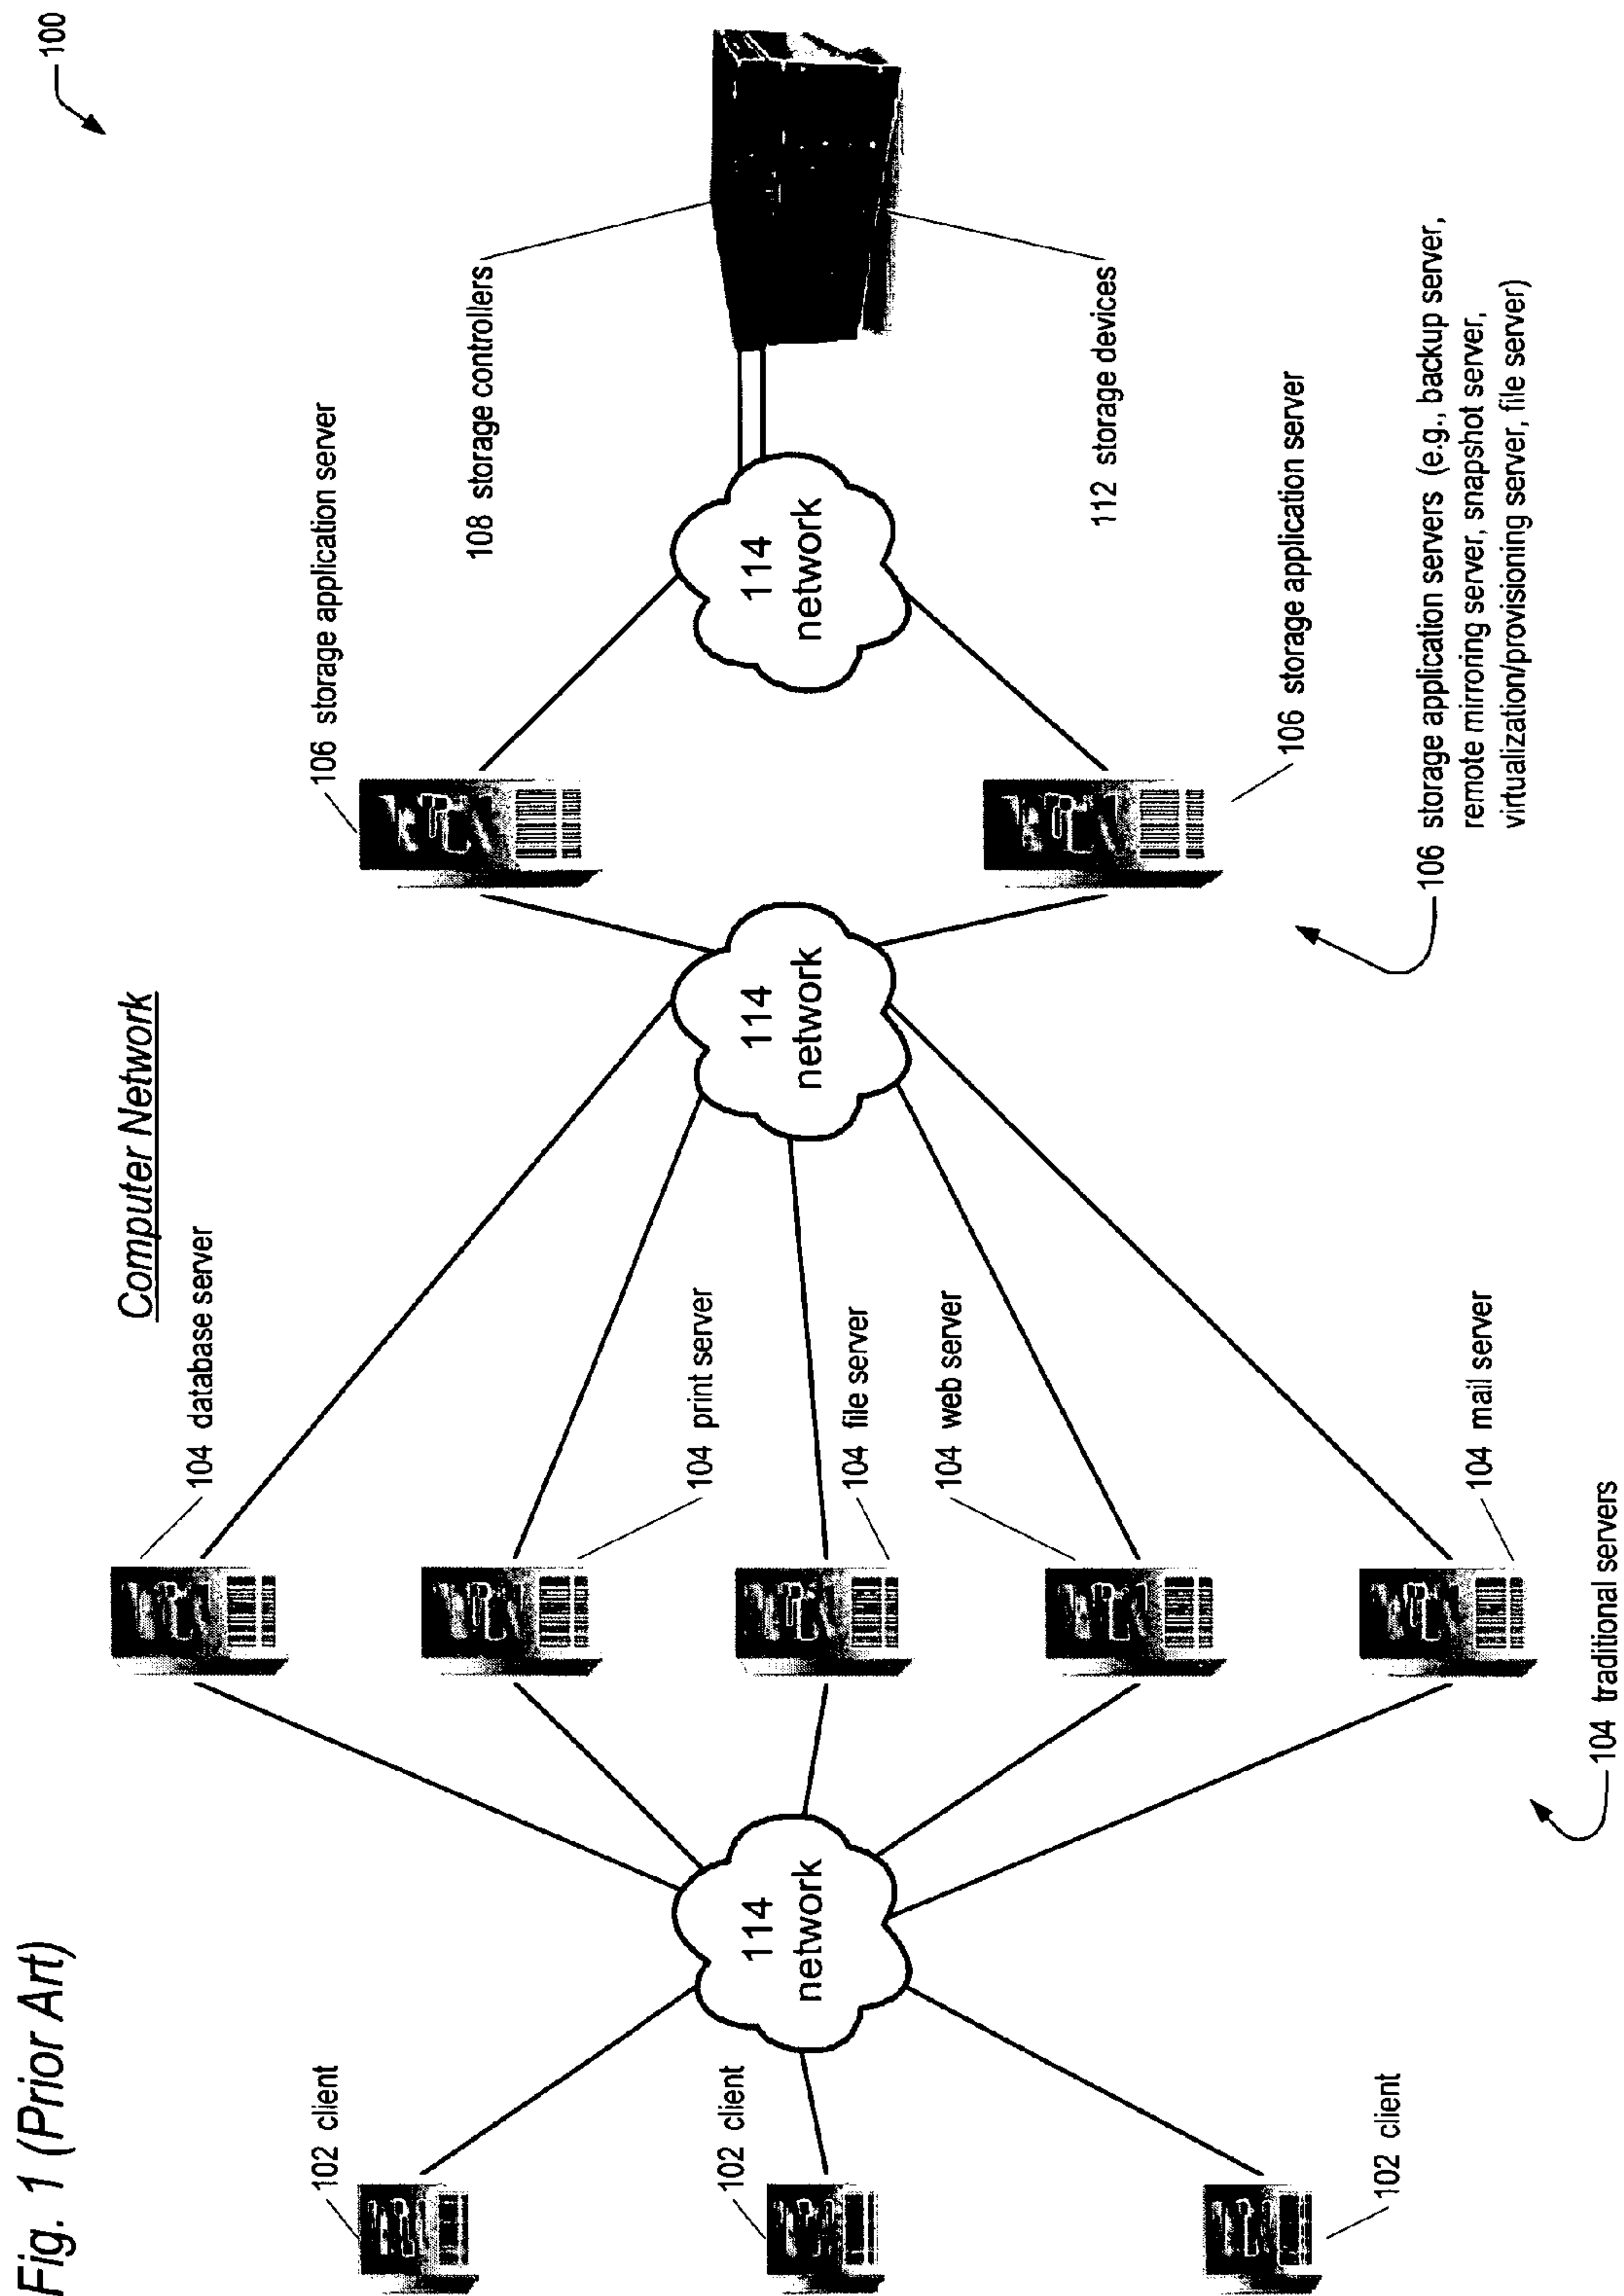 Fig. 1 (Prior Art)
Computer Network
100
102 client
102 client
102 client
114
network
104 database server
104 print server
104 file server
104 web server
104 mail server
104 traditional servers
114
network
106 storage application server
106 storage application server
106 storage application servers (e.g., backup server,
remote mirroring server, snapshot server,
virtualization/provisioning server, file server)
114
network
108 storage controllers
112 storage devices